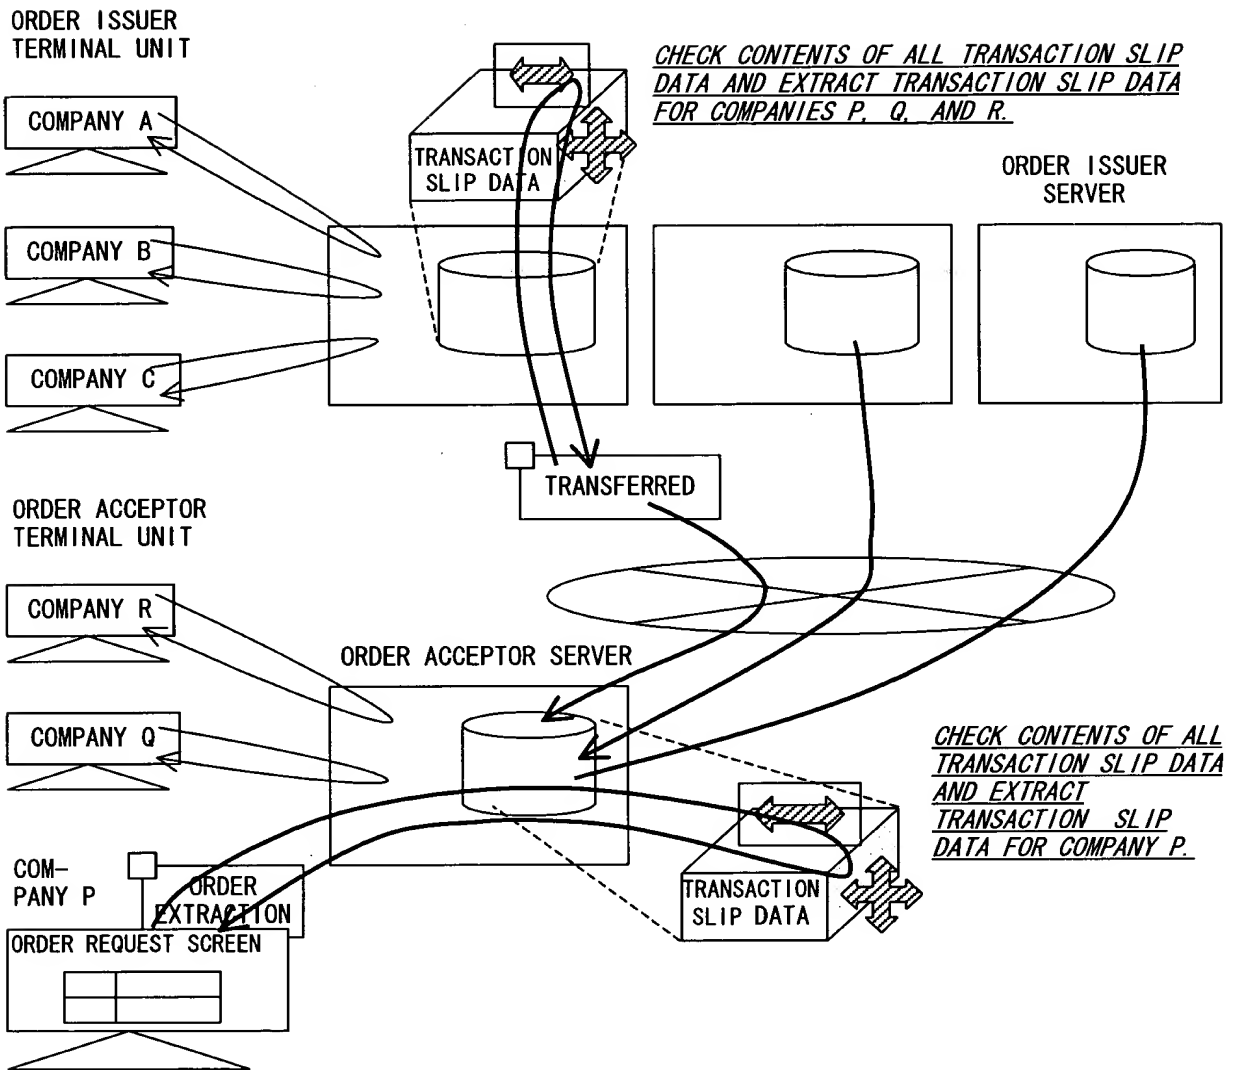 ORDER ISSUER
TERMINAL UNIT
CHECK CONTENTS OF ALL TRANSACTION SLIP
DATA AND EXTRACT TRANSACTION SLIP DATA
FOR COMPANIES P, Q, AND R.
COMPANY A
TRANSACTION
SLIP DATA
ORDER ISSUER
SERVER
COMPANY B
COMPANY C
TRANSFERRED
ORDER ACCEPTOR
TERMINAL UNIT
COMPANY R
ORDER ACCEPTOR SERVER
COMPANY Q
CHECK CONTENTS OF ALL
TRANSACTION SLIP DATA
AND EXTRACT
TRANSACTION SLIP
DATA FOR COMPANY P.
COM-
PANY P
ORDER
EXTRACTION
TRANSACTION
SLIP DATA
ORDER REQUEST SCREEN